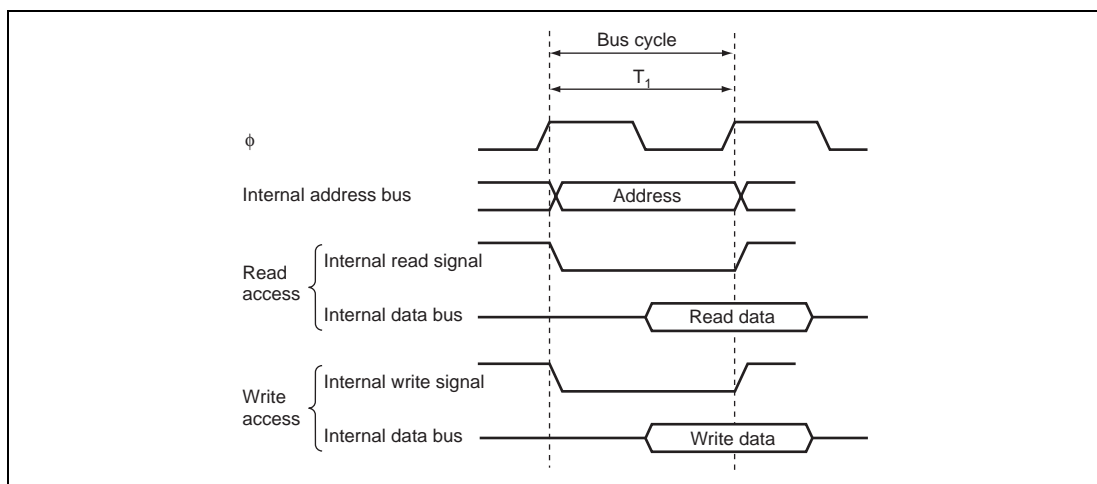 Bus cycle
T1
ϕ
Internal address bus
Address
Read
access
Internal read signal
Internal data bus
Read data
Write
access
Internal write signal
Internal data bus
Write data